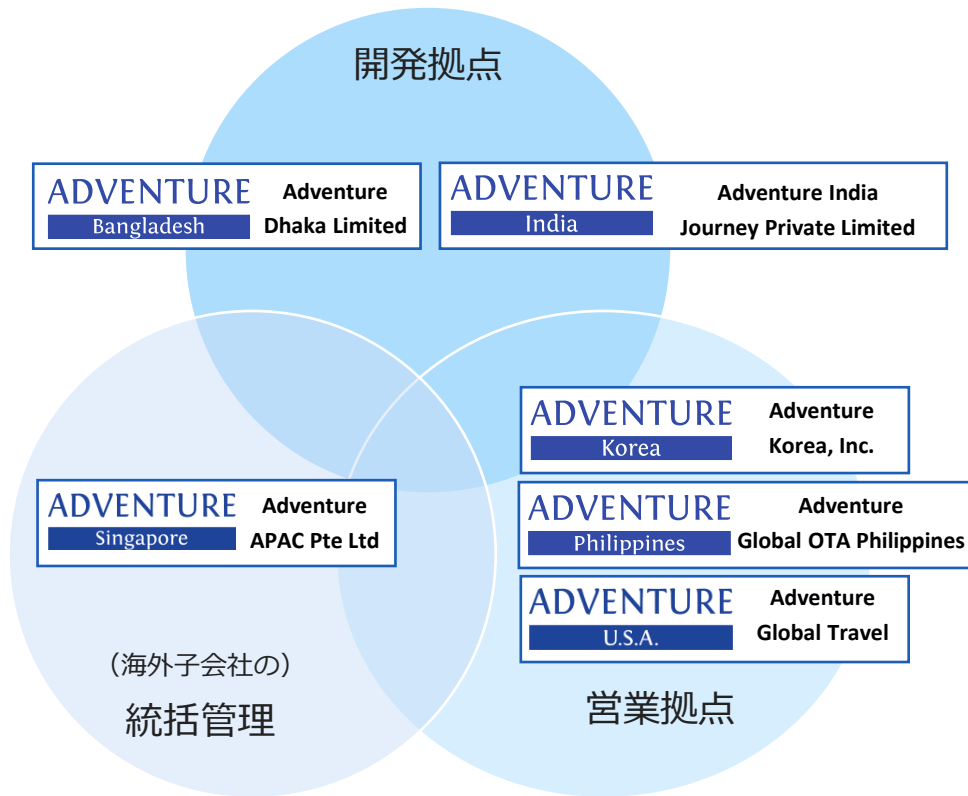 開発拠点
ADVENTURE
Bangladesh
Adventure
Dhaka Limited
ADVENTURE
India
Adventure India
Journey Private Limited
ADVENTURE
Korea
Adventure
Korea, Inc.
ADVENTURE
Singapore
Adventure
APAC Pte Ltd
ADVENTURE
Philippines
Adventure
Global OTA Philippines
ADVENTURE
U.S.A.
Adventure
Global Travel
（海外子会社の）
統括管理
営業拠点